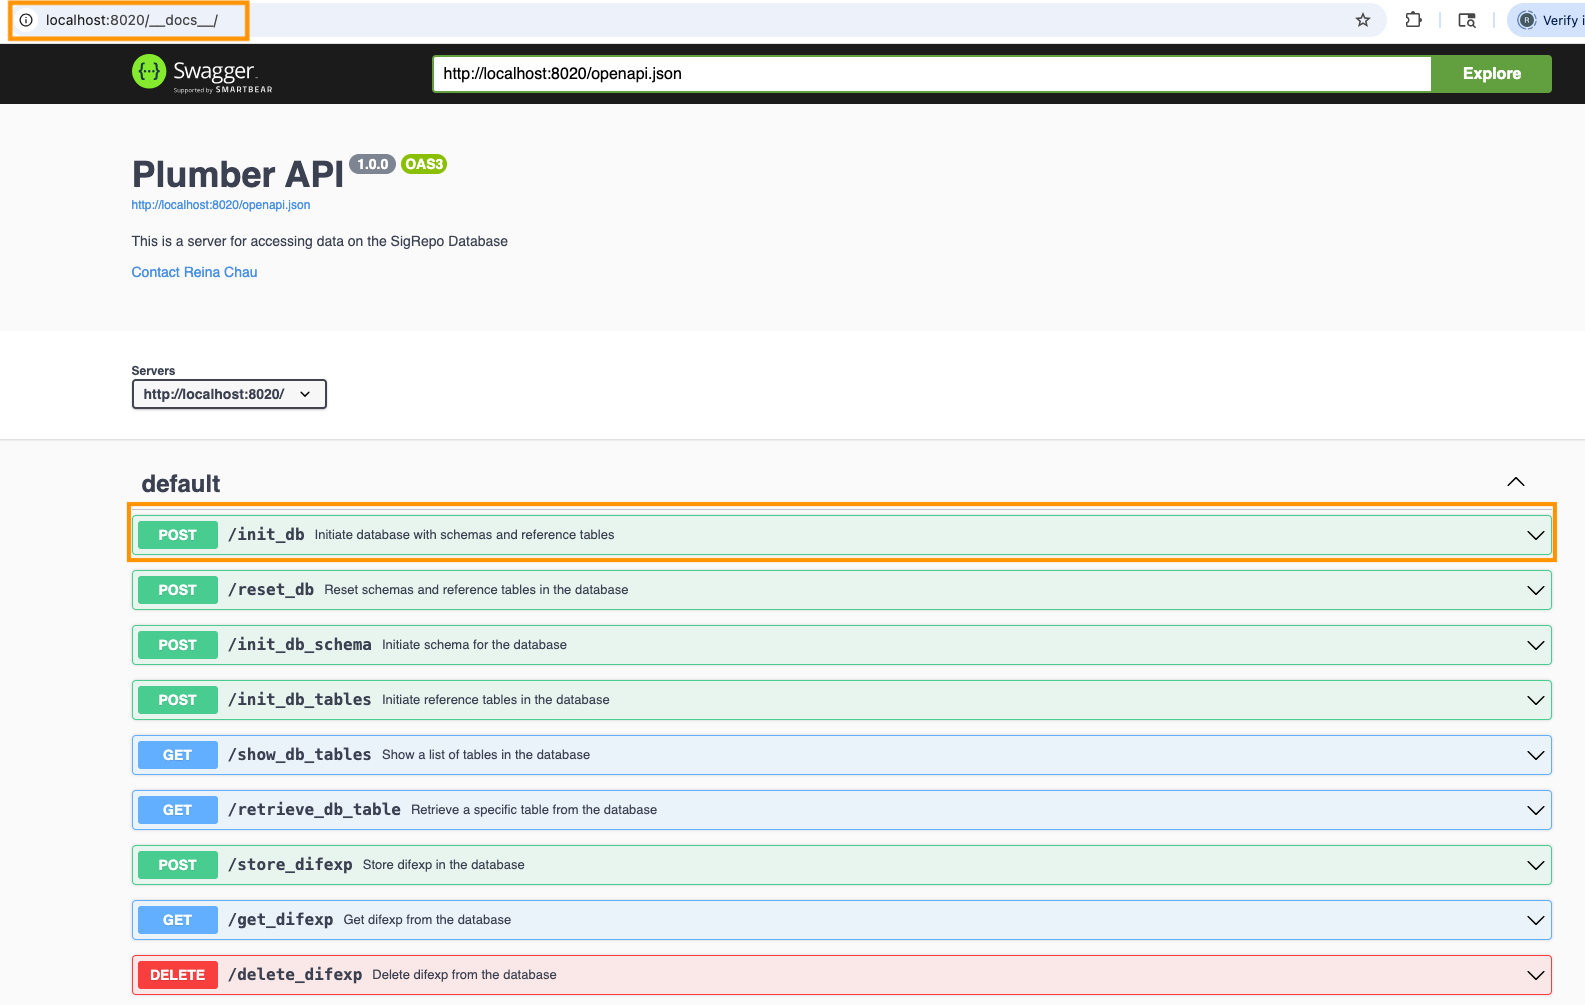 localhost:8020/__docs__/
Verify i
Swagger
Supported by SMARTBEAR
http://localhost:8020/openapi.json
Explore
Plumber API 1.0.0 OAS3
http://localhost:8020/openapi.json
This is a server for accessing data on the SigRepo Database
Contact Reina Chau
Servers
http://localhost:8020/
default
POST /init_db Initiate database with schemas and reference tables
POST /reset_db Reset schemas and reference tables in the database
POST /init_db_schema Initiate schema for the database
POST /init_db_tables Initiate reference tables in the database
GET /show_db_tables Show a list of tables in the database
GET /retrieve_db_table Retrieve a specific table from the database
POST /store_difexp Store difexp in the database
GET /get_difexp Get difexp from the database
DELETE /delete_difexp Delete difexp from the database